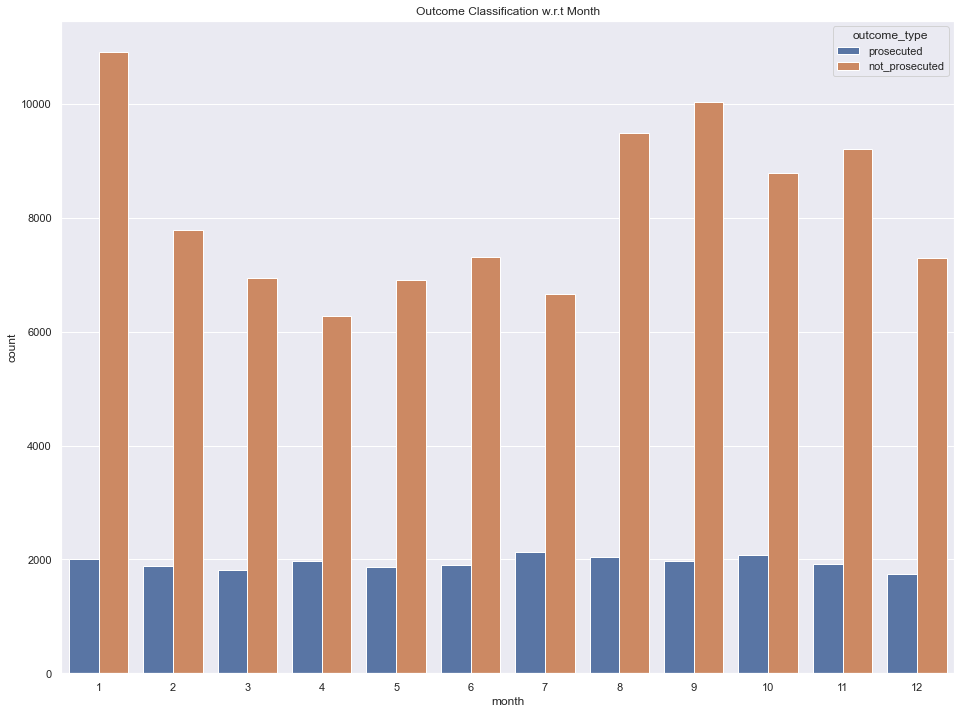 Outcome Classification w.r.t Month
outcome_type
prosecuted
not_prosecuted
10000
8000
6000
4000
2000
0
count
1 2 3 4 5 6 7 8 9 10 11 12
month